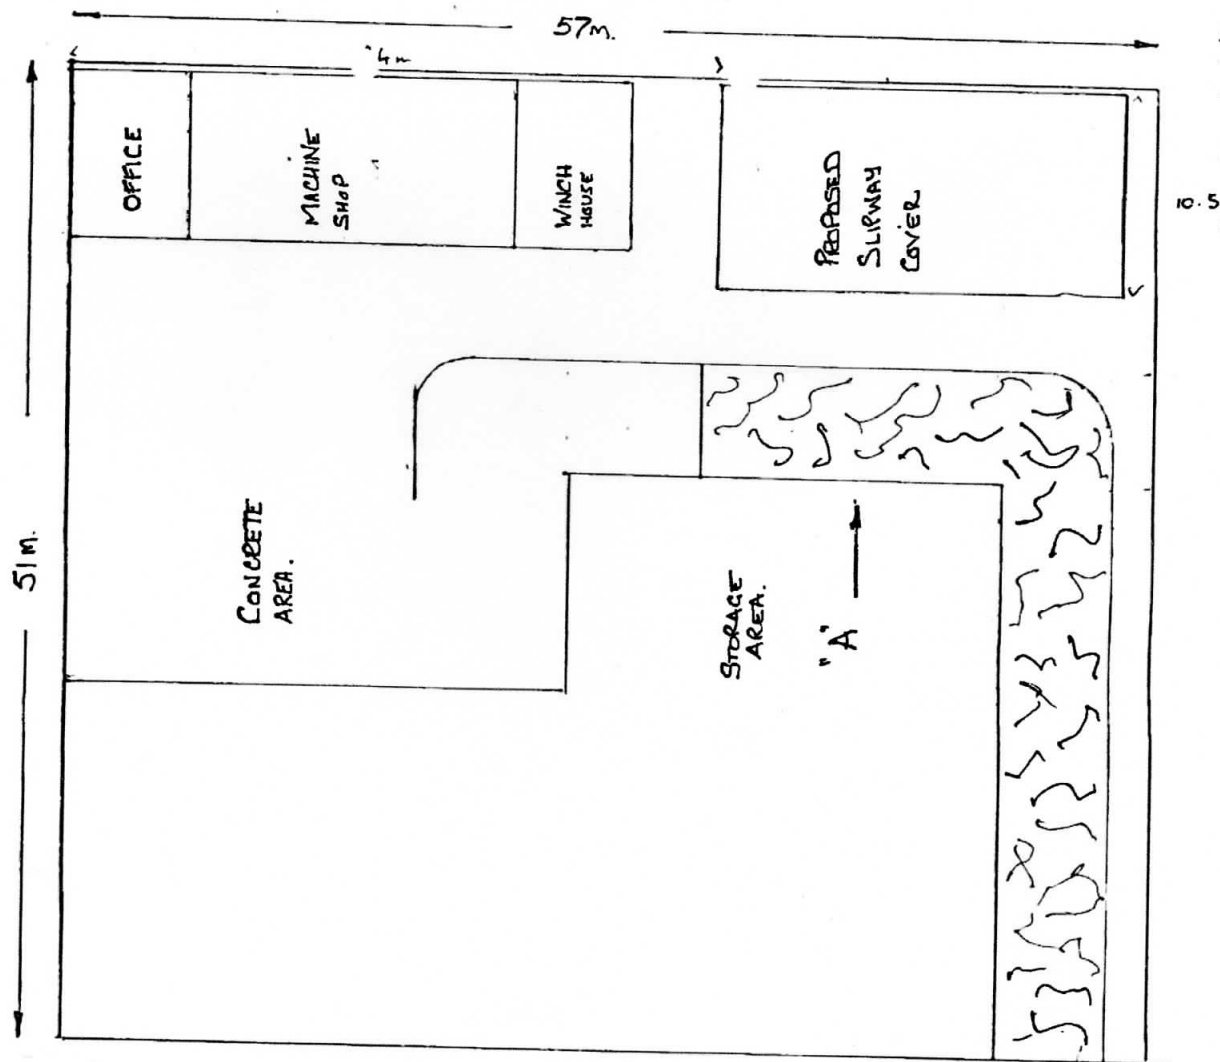 57m.
OFFICE
MACHINE
SHOP
WINCH
HOUSE
PROPOSED
SLIPWAY
COVER
10.5
51m.
CONCRETE
AREA.
STORAGE
AREA.
"A"